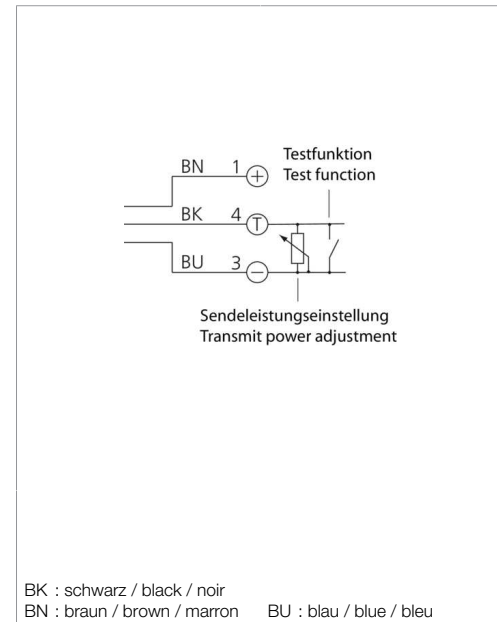 Testfunktion
BN 1 + Test function
BK 4 T
BU 3 −
Sendeleistungseinstellung
Transmit power adjustment
BK : schwarz / black / noir
BN : braun / brown / marron BU : blau / blue / bleu